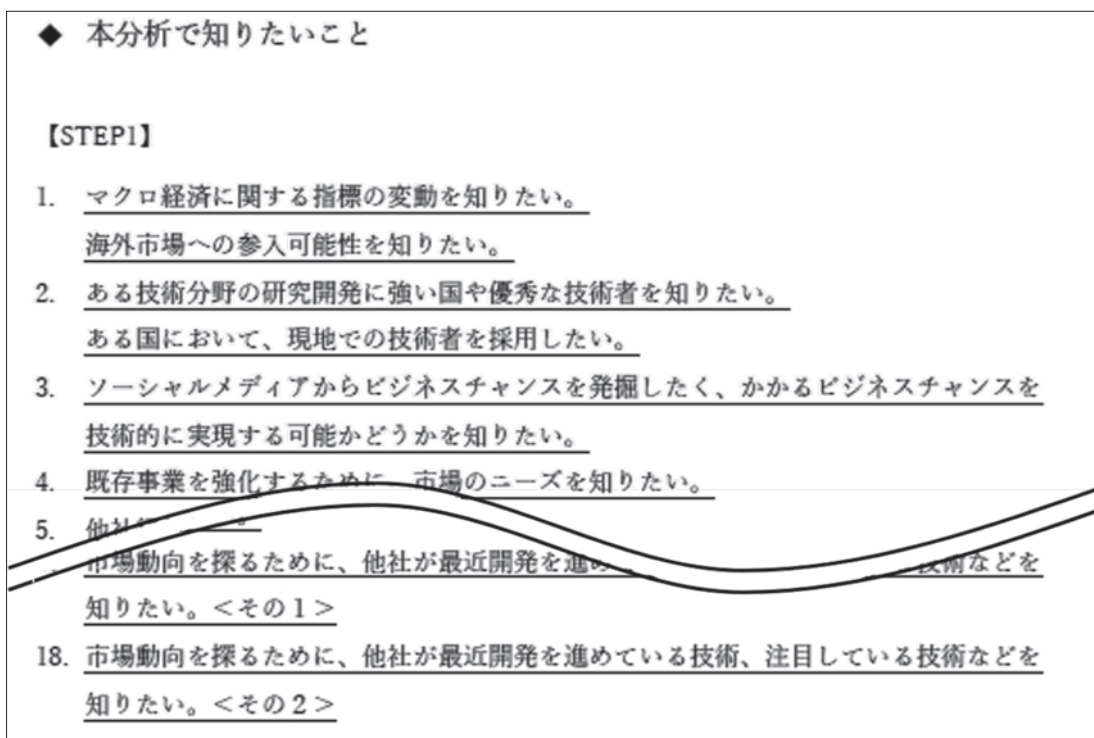 ◆ 本分析で知りたいこと
【STEP1】
1. マクロ経済に関する指標の変動を知りたい。
海外市場への参入可能性を知りたい。
2. ある技術分野の研究開発に強い国や優秀な技術者を知りたい。
ある国において、現地での技術者を採用したい。
3. ソーシャルメディアからビジネスチャンスを発掘したく、かかるビジネスチャンスを
技術的に実現する可能かどうかを知りたい。
4. 既存事業を強化するために、市場のニーズを知りたい。
5. 他社
市場動向を探るために、他社が最近開発を進め 技術などを
知りたい。＜その１＞
18. 市場動向を探るために、他社が最近開発を進めている技術、注目している技術などを
知りたい。＜その２＞